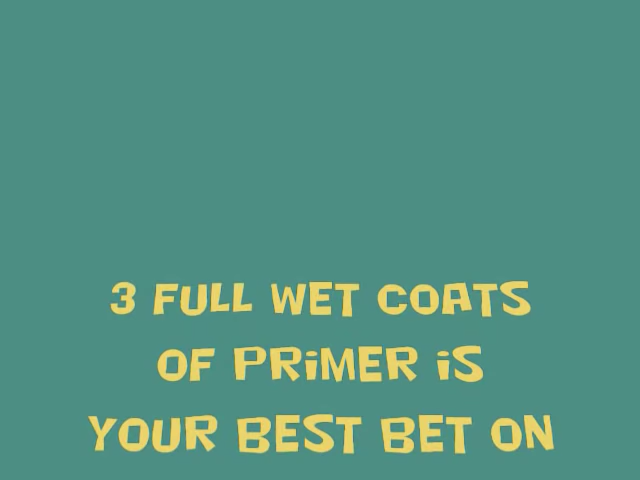 3 FULL WET COATS
OF PRiMER iS
YOUR BEST BET ON